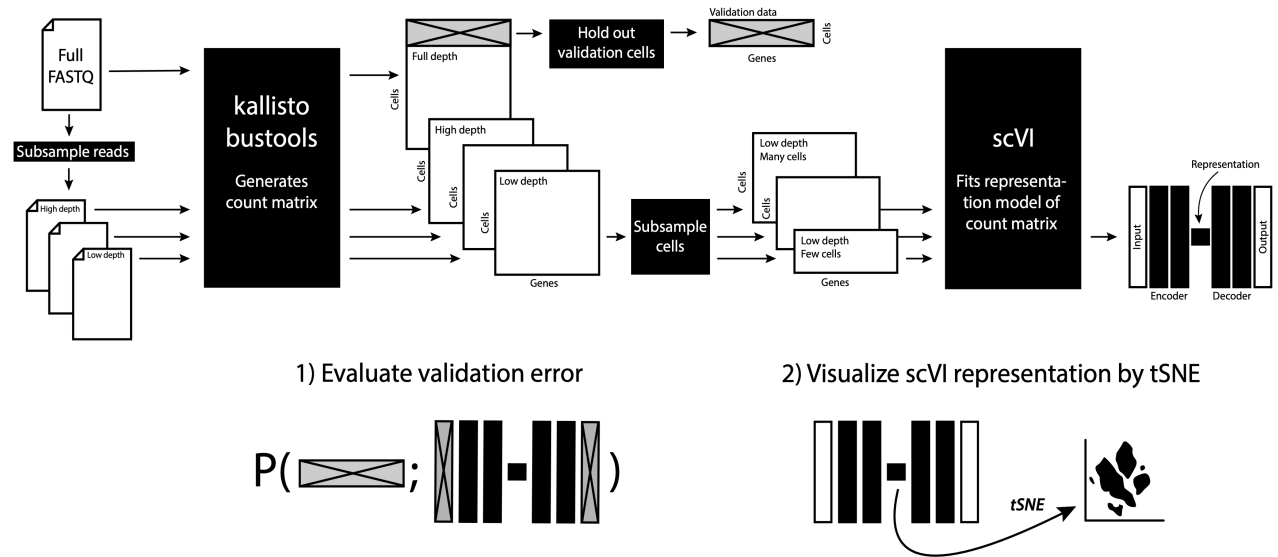 Full
FASTQ
Subsample reads
High depth
Low depth
kallisto
bustools
Generates
count matrix
Full depth
Cells
High depth
Cells
Cells
Low depth
Cells
Genes
Hold out
validation cells
Validation data
Cells
Genes
Subsample
cells
Low depth
Many cells
Cells
Cells
Low depth
Few cells
Genes
scVI
Fits representa-
tion model of
count matrix
Representation
Input
Output
Encoder
Decoder
1) Evaluate validation error
P( ; )
2) Visualize scVI representation by tSNE
tSNE